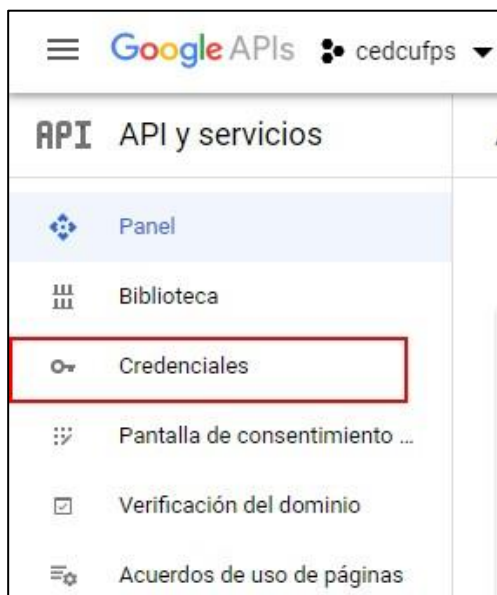 Google APIs cedcufps
API API y servicios
Panel
Biblioteca
Credenciales
Pantalla de consentimiento ...
Verificación del dominio
Acuerdos de uso de páginas